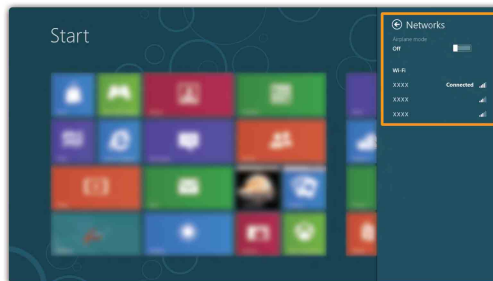 Start
Networks
Airplane mode
Off
Wi-Fi
XXXX Connected
XXXX
XXXX